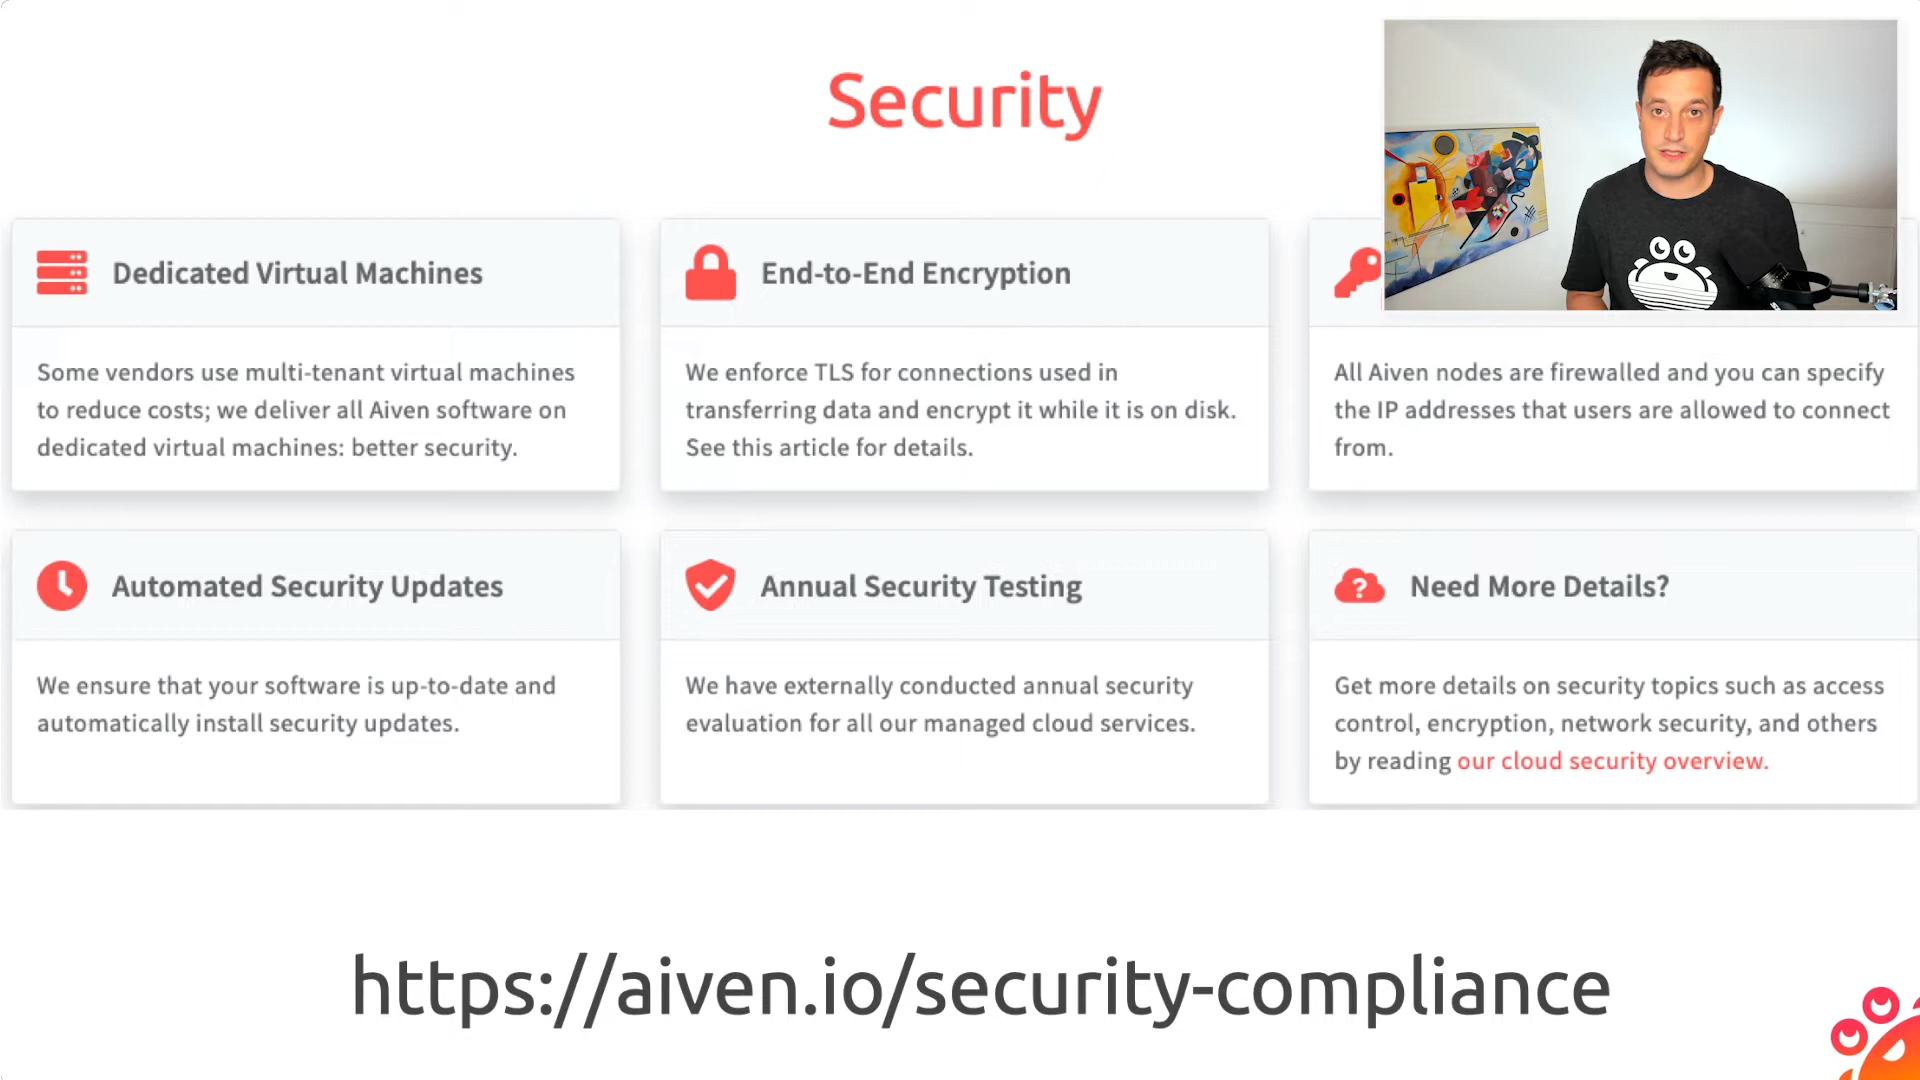 Security
Dedicated Virtual Machines
Some vendors use multi-tenant virtual machines
to reduce costs; we deliver all Aiven software on
dedicated virtual machines: better security.
End-to-End Encryption
We enforce TLS for connections used in
transferring data and encrypt it while it is on disk.
See this article for details.
All Aiven nodes are firewalled and you can specify
the IP addresses that users are allowed to connect
from.
Automated Security Updates
We ensure that your software is up-to-date and
automatically install security updates.
Annual Security Testing
We have externally conducted annual security
evaluation for all our managed cloud services.
Need More Details?
Get more details on security topics such as access
control, encryption, network security, and others
by reading our cloud security overview.
https://aiven.io/security-compliance